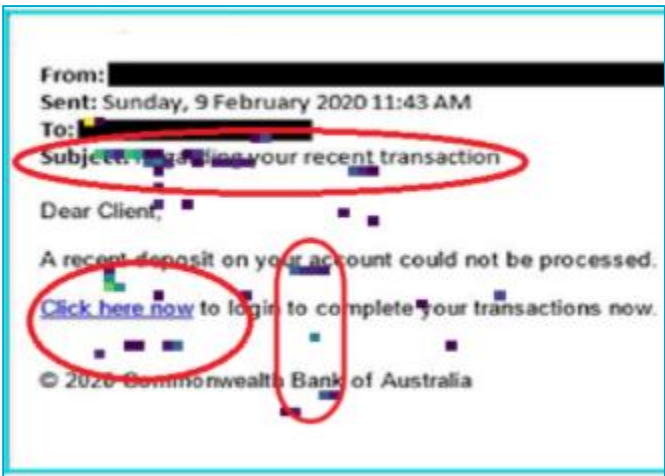 From:
Sent: Sunday, 9 February 2020 11:43 AM
To:
Subject: Regarding your recent transaction
Dear Client,
A recent deposit on your account could not be processed.
Click here now to login to complete your transactions now.
© 2020 Commonwealth Bank of Australia